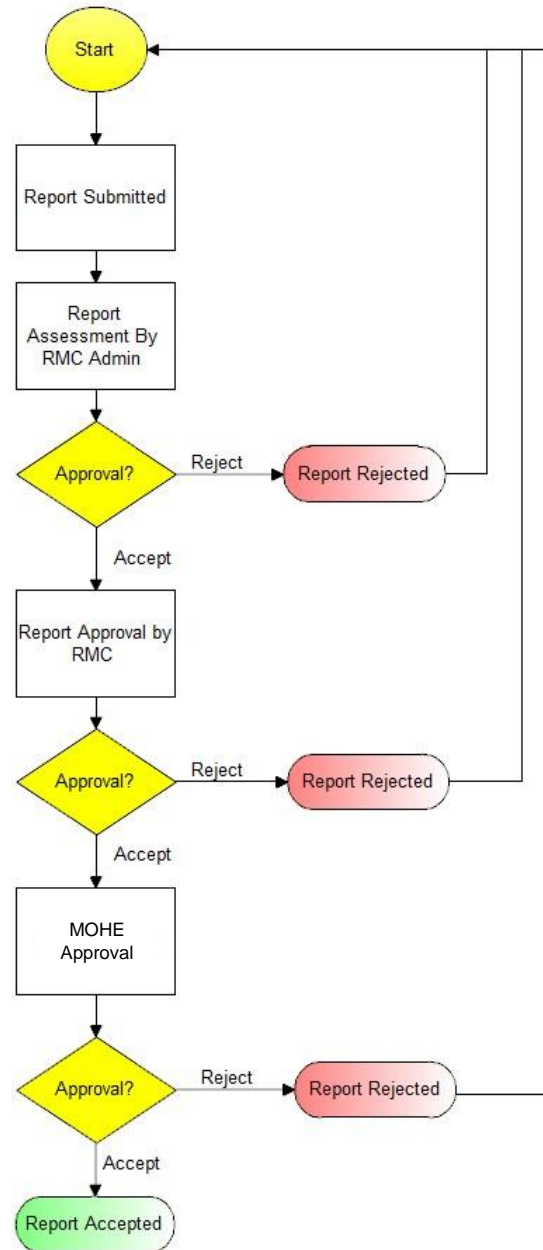 Start
Report Submitted
Report
Assessment By
RMC Admin
Approval?
Reject
Report Rejected
Accept
Report Approval by
RMC
Approval?
Reject
Report Rejected
Accept
MOHE
Approval
Approval?
Reject
Report Rejected
Accept
Report Accepted